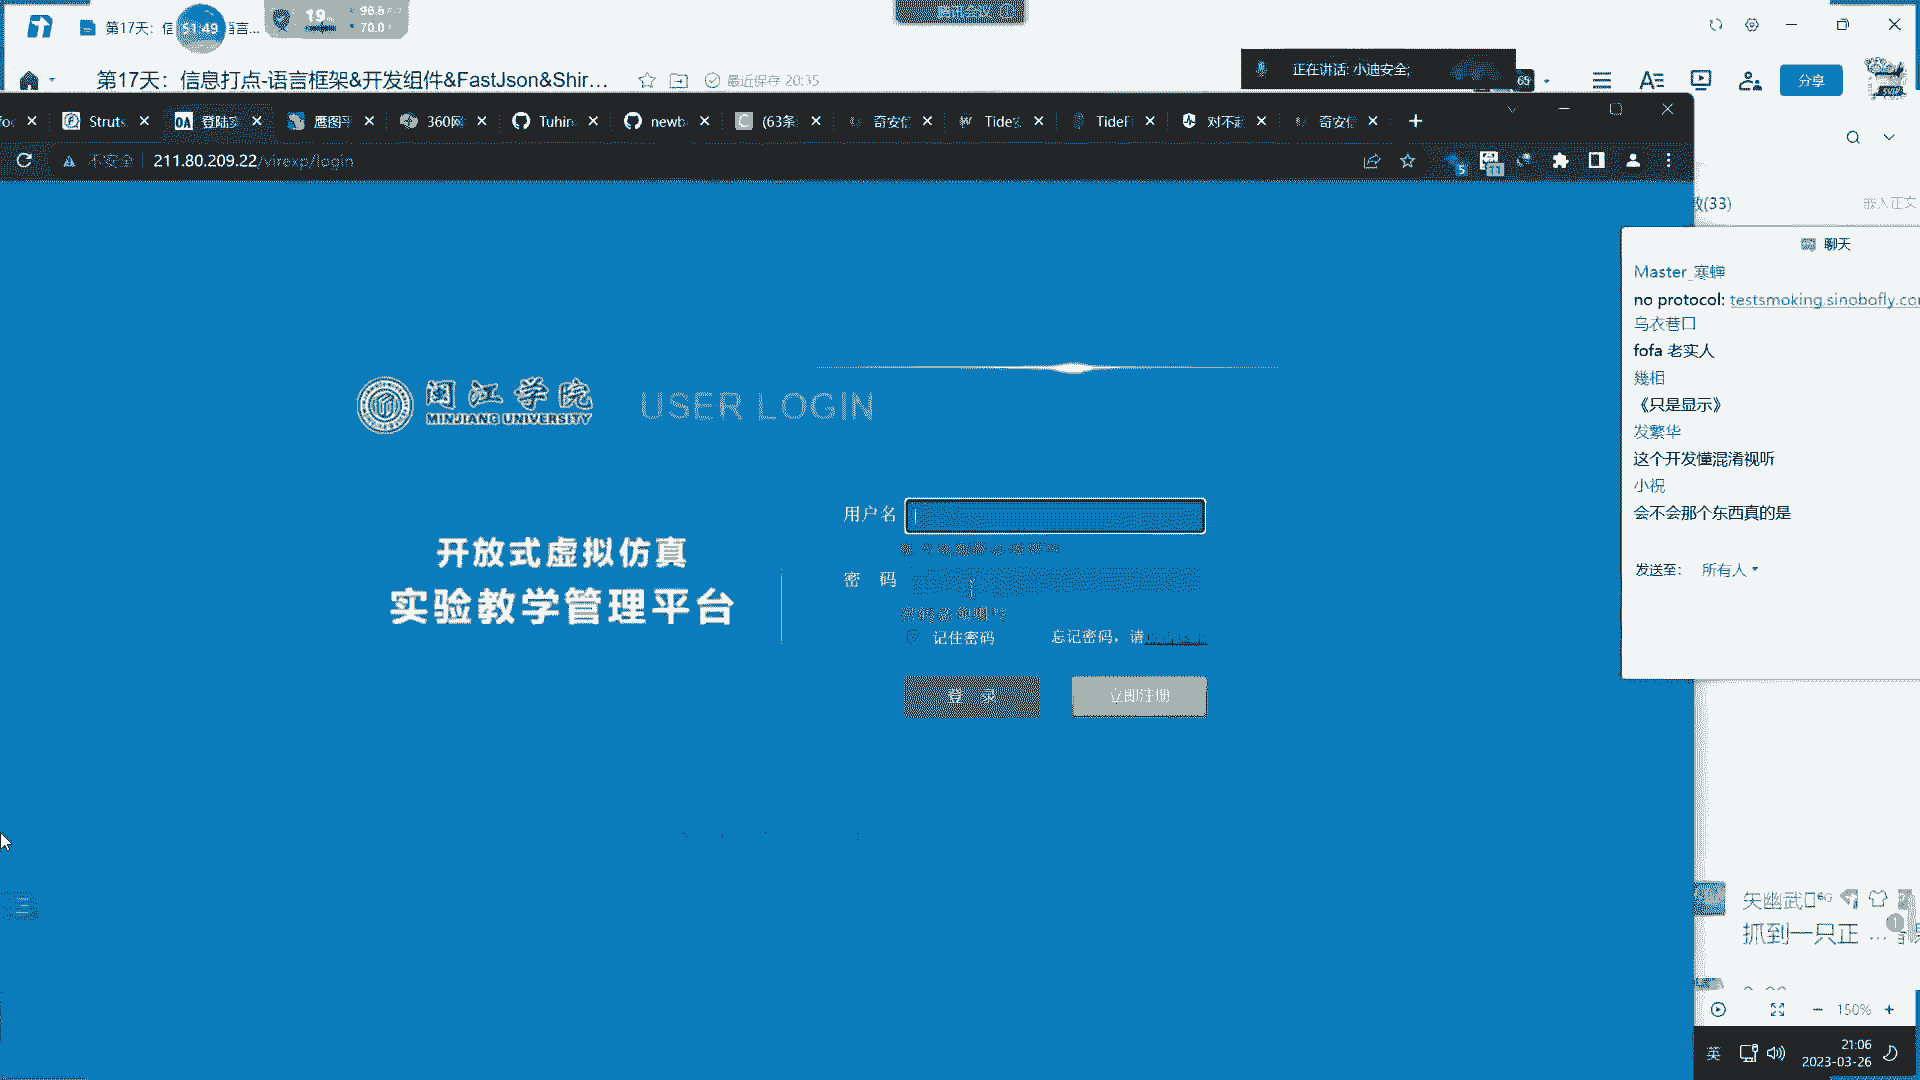 第17天：信
51:49
言...
19
98.6
70.0
第17天：信息打点-语言框架&开发组件&FastJson&Shir...
最近保存 20:35
正在讲话: 小迪安全;
65
分享
Struts
OA
360网
Tuhin
newb
(63条
奇安信
Tide
TideF
对不起
奇安信
不安全
211.80.209.22/virexp/login
5
11
数(33)
嵌入正文
聊天
Master_寒蝉
no protocol: testsmoking.sinobofly.co
乌衣巷口
fofa 老实人
幾相
《只是显示》
发繁华
这个开发懂混淆视听
小祝
会不会那个东西真的是
发送至：
所有人
闽江学院
MINJIANG UNIVERSITY
USER LOGIN
开放式虚拟仿真
实验教学管理平台
用户名
密 码
记住密码
忘记密码，请
登 录
立即注册
抓到一只正 ...
1
150%
英
21:06
2023-03-26